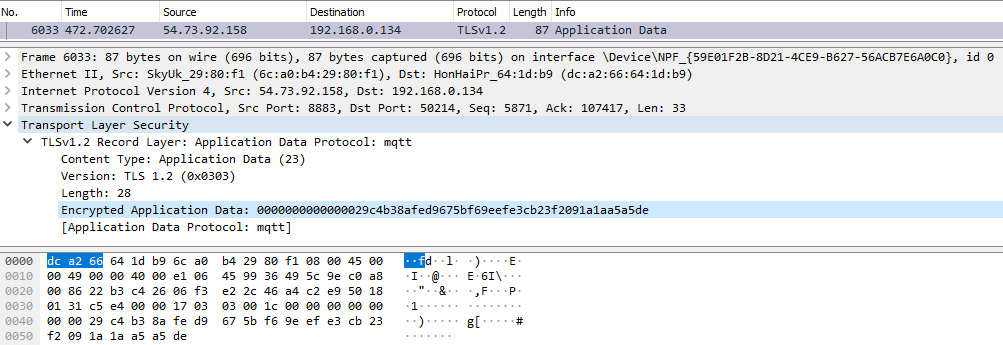 No. Time Source Destination Protocol Length Info
6033 472.702627 54.73.92.158 192.168.0.134 TLSv1.2 87 Application Data
Frame 6033: 87 bytes on wire (696 bits), 87 bytes captured (696 bits) on interface \Device\NPF_{59E01F2B-8D21-4CE9-B627-56ACB7E6A0C0}, id 0
Ethernet II, Src: SkyUk_29:80:f1 (6c:a0:b4:29:80:f1), Dst: HonHaiPr_64:1d:b9 (dc:a2:66:64:1d:b9)
Internet Protocol Version 4, Src: 54.73.92.158, Dst: 192.168.0.134
Transmission Control Protocol, Src Port: 8883, Dst Port: 50214, Seq: 5871, Ack: 107417, Len: 33
Transport Layer Security
TLSv1.2 Record Layer: Application Data Protocol: mqtt
Content Type: Application Data (23)
Version: TLS 1.2 (0x0303)
Length: 28
Encrypted Application Data: 0000000000000029c4b38afed9675bf69eefe3cb23f2091a1aa5a5de
[Application Data Protocol: mqtt]
0000 dc a2 66 64 1d b9 6c a0 b4 29 80 f1 08 00 45 00 ··fd··l· ·)····E·
0010 00 49 00 00 40 00 e1 06 45 99 36 49 5c 9e c0 a8 ·I··@··· E·6I\···
0020 00 86 22 b3 c4 26 06 f3 e2 2c 46 a4 c2 e9 50 18 ··"··&·· ·,F···P·
0030 01 31 c5 e4 00 00 17 03 03 00 1c 00 00 00 00 00 ·1······ ········
0040 00 00 29 c4 b3 8a fe d9 67 5b f6 9e ef e3 cb 23 ··)····· g[·····#
0050 f2 09 1a 1a a5 a5 de ·······